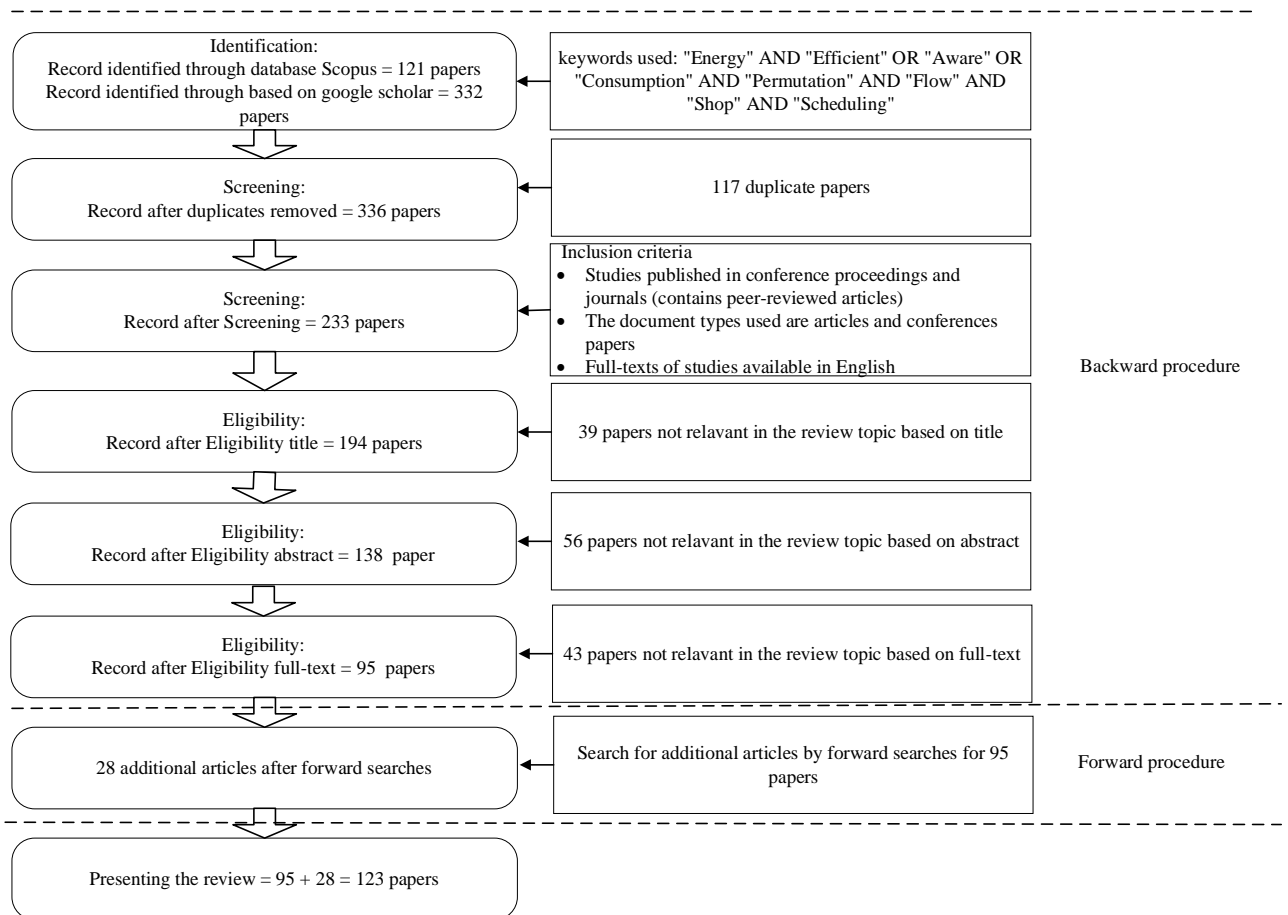 Identification:
Record identified through database Scopus = 121 papers
Record identified through based on google scholar = 332
papers
keywords used: "Energy" AND "Efficient" OR "Aware" OR
"Consumption" AND "Permutation" AND "Flow" AND
"Shop" AND "Scheduling"
Screening:
Record after duplicates removed = 336 papers
117 duplicate papers
Screening:
Record after Screening = 233 papers
Inclusion criteria
• Studies published in conference proceedings and
journals (contains peer-reviewed articles)
• The document types used are articles and conferences
papers
• Full-texts of studies available in English
Backward procedure
Eligibility:
Record after Eligibility title = 194 papers
39 papers not relavant in the review topic based on title
Eligibility:
Record after Eligibility abstract = 138 paper
56 papers not relavant in the review topic based on abstract
Eligibility:
Record after Eligibility full-text = 95 papers
43 papers not relavant in the review topic based on full-text
28 additional articles after forward searches
Search for additional articles by forward searches for 95
papers
Forward procedure
Presenting the review = 95 + 28 = 123 papers